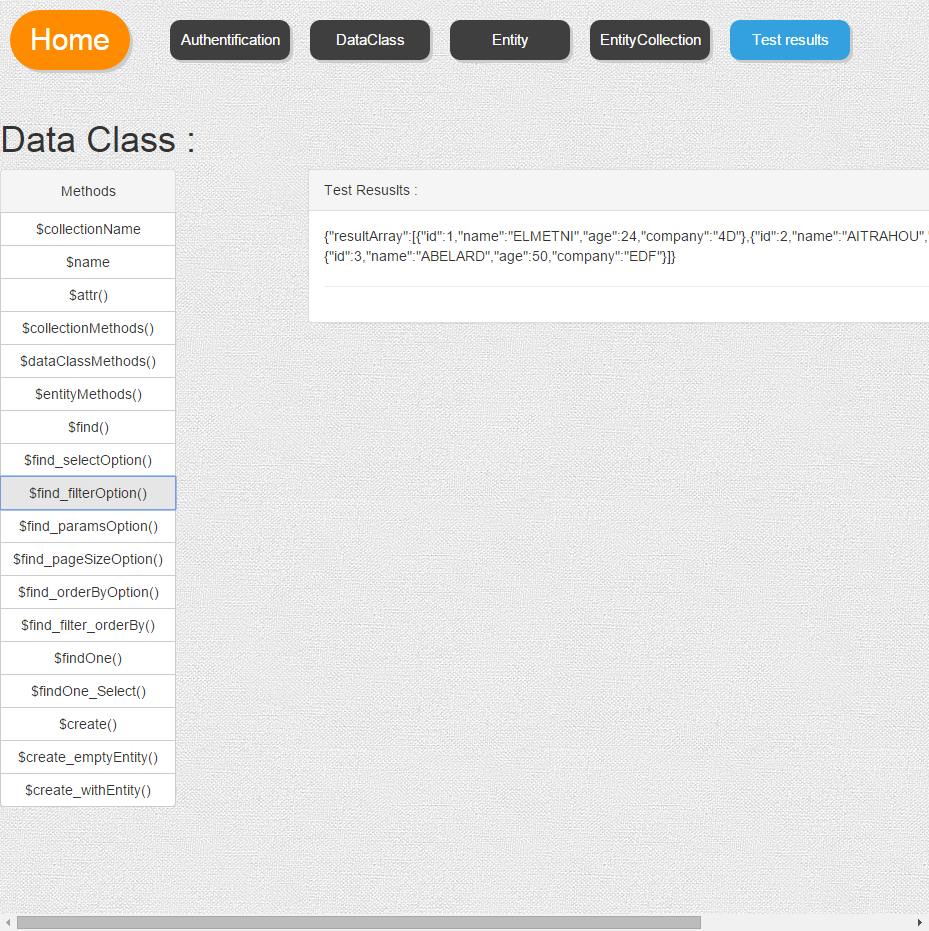 Home
Authentification
DataClass
Entity
EntityCollection
Test results
Data Class :
Methods
$collectionName
$name
$attr()
$collectionMethods()
$dataClassMethods()
$entityMethods()
$find()
$find_selectOption()
$find_filterOption()
$find_paramsOption()
$find_pageSizeOption()
$find_orderByOption()
$find_filter_orderBy()
$findOne()
$findOne_Select()
$create()
$create_emptyEntity()
$create_withEntity()
Test Resuslts :
{"resultArray":[{"id":1,"name":"ELMETNI","age":24,"company":"4D"},{"id":2,"name":"AITRAHOU","
{"id":3,"name":"ABELARD","age":50,"company":"EDF"}]}